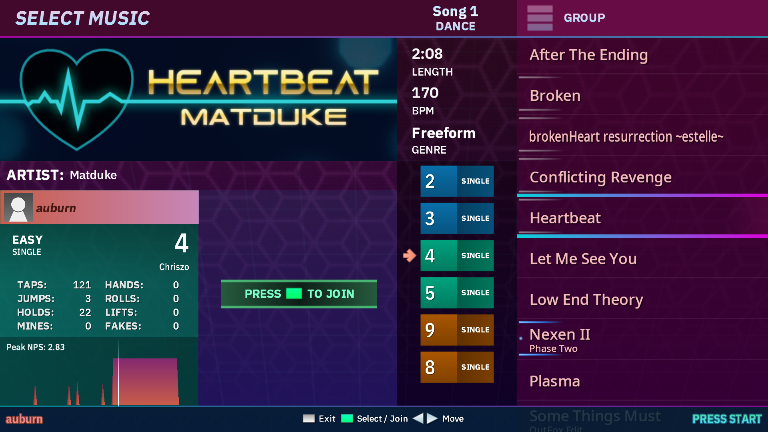 SELECT MUSIC
Song 1
DANCE
GROUP
HEARTBEAT
MATDUKE
2:08
LENGTH
170
BPM
Freeform
GENRE
ARTIST: Matduke
auburn
EASY
SINGLE
4
Chriszo
TAPS: 121 HANDS: 0
JUMPS: 3 ROLLS: 0
HOLDS: 22 LIFTS: 0
MINES: 0 FAKES: 0
Peak NPS: 2.83
PRESS TO JOIN
2 SINGLE
3 SINGLE
4 SINGLE
5 SINGLE
9 SINGLE
8 SINGLE
After The Ending
Broken
brokenHeart resurrection ~estelle~
Conflicting Revenge
Heartbeat
Let Me See You
Low End Theory
Nexen II
Phase Two
Plasma
Some Things Must
OutFox Edit
auburn
Exit Select / Join Move
PRESS START